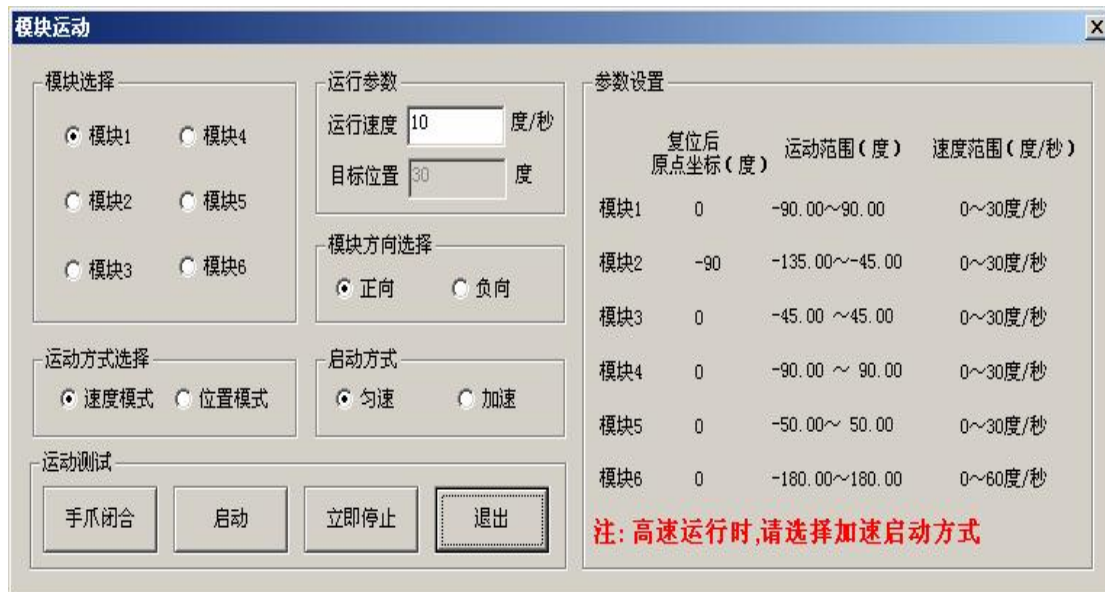 模块运动
模块选择
模块1 模块4
模块2 模块5
模块3 模块6
运行参数
运行速度 10 度/秒
目标位置 30 度
模块方向选择
正向 负向
运动方式选择
速度模式 位置模式
启动方式
匀速 加速
运动测试
手爪闭合 启动 立即停止 退出
参数设置
复位后
原点坐标(度) 运动范围(度) 速度范围(度/秒)
模块1 0 -90.00～90.00 0～30度/秒
模块2 -90 -135.00～-45.00 0～30度/秒
模块3 0 -45.00 ～45.00 0～30度/秒
模块4 0 -90.00 ～ 90.00 0～30度/秒
模块5 0 -50.00～ 50.00 0～30度/秒
模块6 0 -180.00～180.00 0～60度/秒
注: 高速运行时,请选择加速启动方式